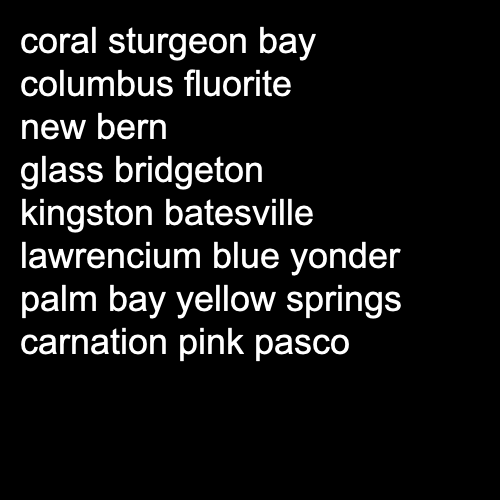 coral sturgeon bay
columbus fluorite
new bern
glass bridgeton
kingston batesville
lawrencium blue yonder
palm bay yellow springs
carnation pink pasco